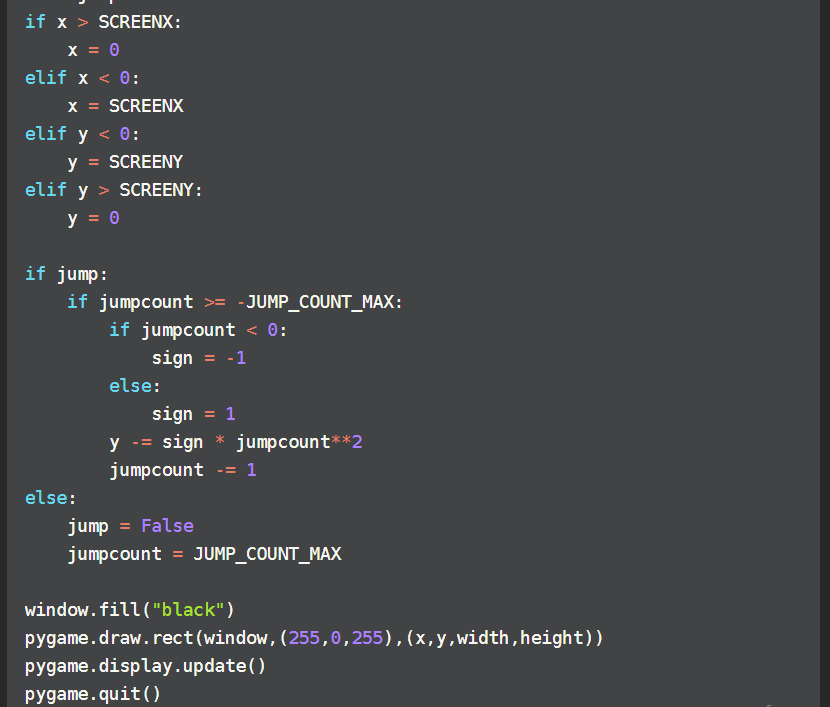 if x > SCREENX:
    x = 0
elif x < 0:
    x = SCREENX
elif y < 0:
    y = SCREENY
elif y > SCREENY:
    y = 0

if jump:
    if jumpcount >= -JUMP_COUNT_MAX:
        if jumpcount < 0:
            sign = -1
        else:
            sign = 1
        y -= sign * jumpcount**2
        jumpcount -= 1
else:
    jump = False
    jumpcount = JUMP_COUNT_MAX

window.fill("black")
pygame.draw.rect(window,(255,0,255),(x,y,width,height))
pygame.display.update()
pygame.quit()